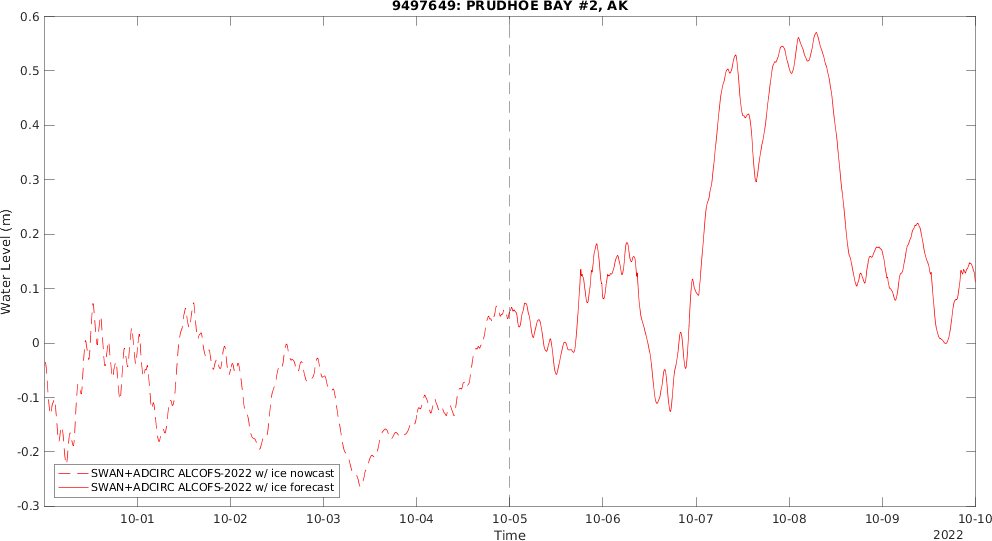 9497649: PRUDHOE BAY #2, AK
0.6
0.5
0.4
0.3
0.2
0.1
0
-0.1
-0.2
-0.3
Water Level (m)
SWAN+ADCIRC ALCOFS-2022 w/ ice nowcast
SWAN+ADCIRC ALCOFS-2022 w/ ice forecast
10-01 10-02 10-03 10-04 10-05 10-06 10-07 10-08 10-09 10-10
Time
2022